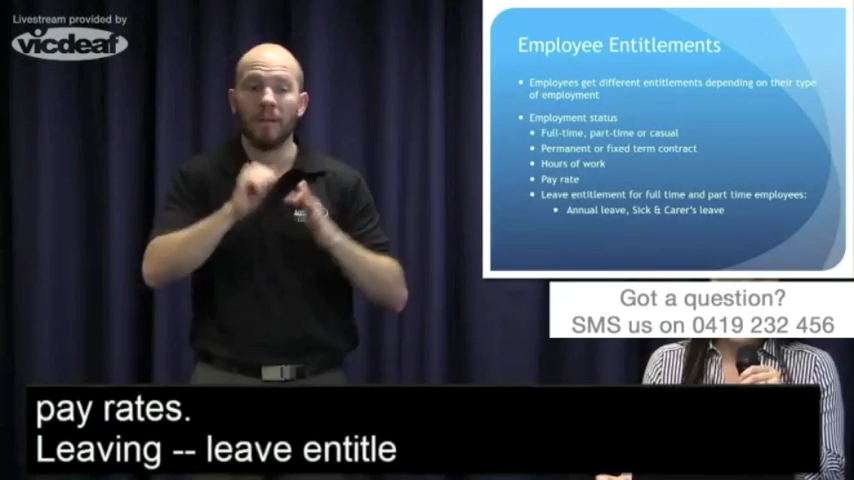 Livestream provided by
vicdeaf
Employee Entitlements
Employees get different entitlements depending on their type
of employment
Employment status
Full-time, part-time or casual
Permanent or fixed term contract
Hours of work
Pay rate
Leave entitlement for full time and part time employees:
Annual leave, Sick & Carer's leave
Got a question?
SMS us on 0419 232 456
pay rates.
Leaving -- leave entitle